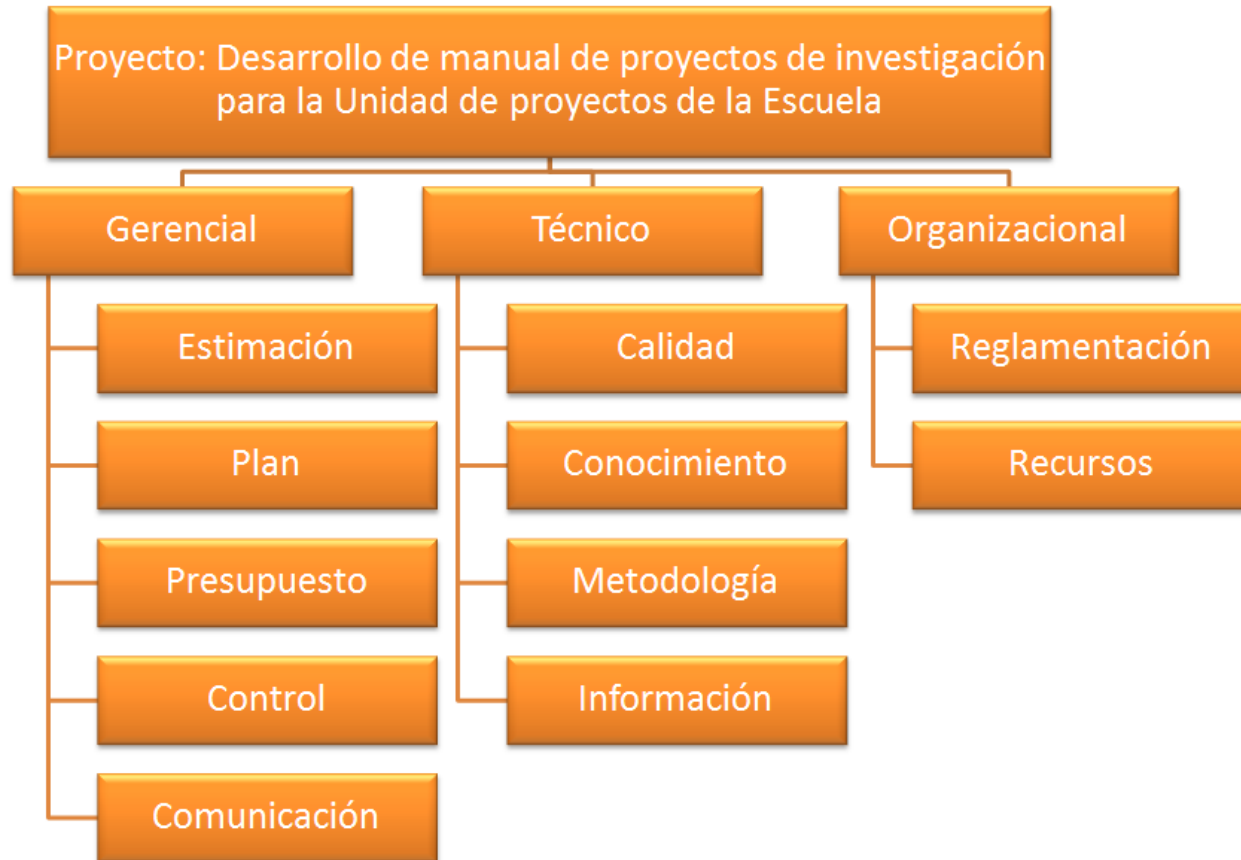 Proyecto: Desarrollo de manual de proyectos de investigación
para la Unidad de proyectos de la Escuela
Gerencial
Estimación
Plan
Presupuesto
Control
Comunicación
Técnico
Calidad
Conocimiento
Metodología
Información
Organizacional
Reglamentación
Recursos